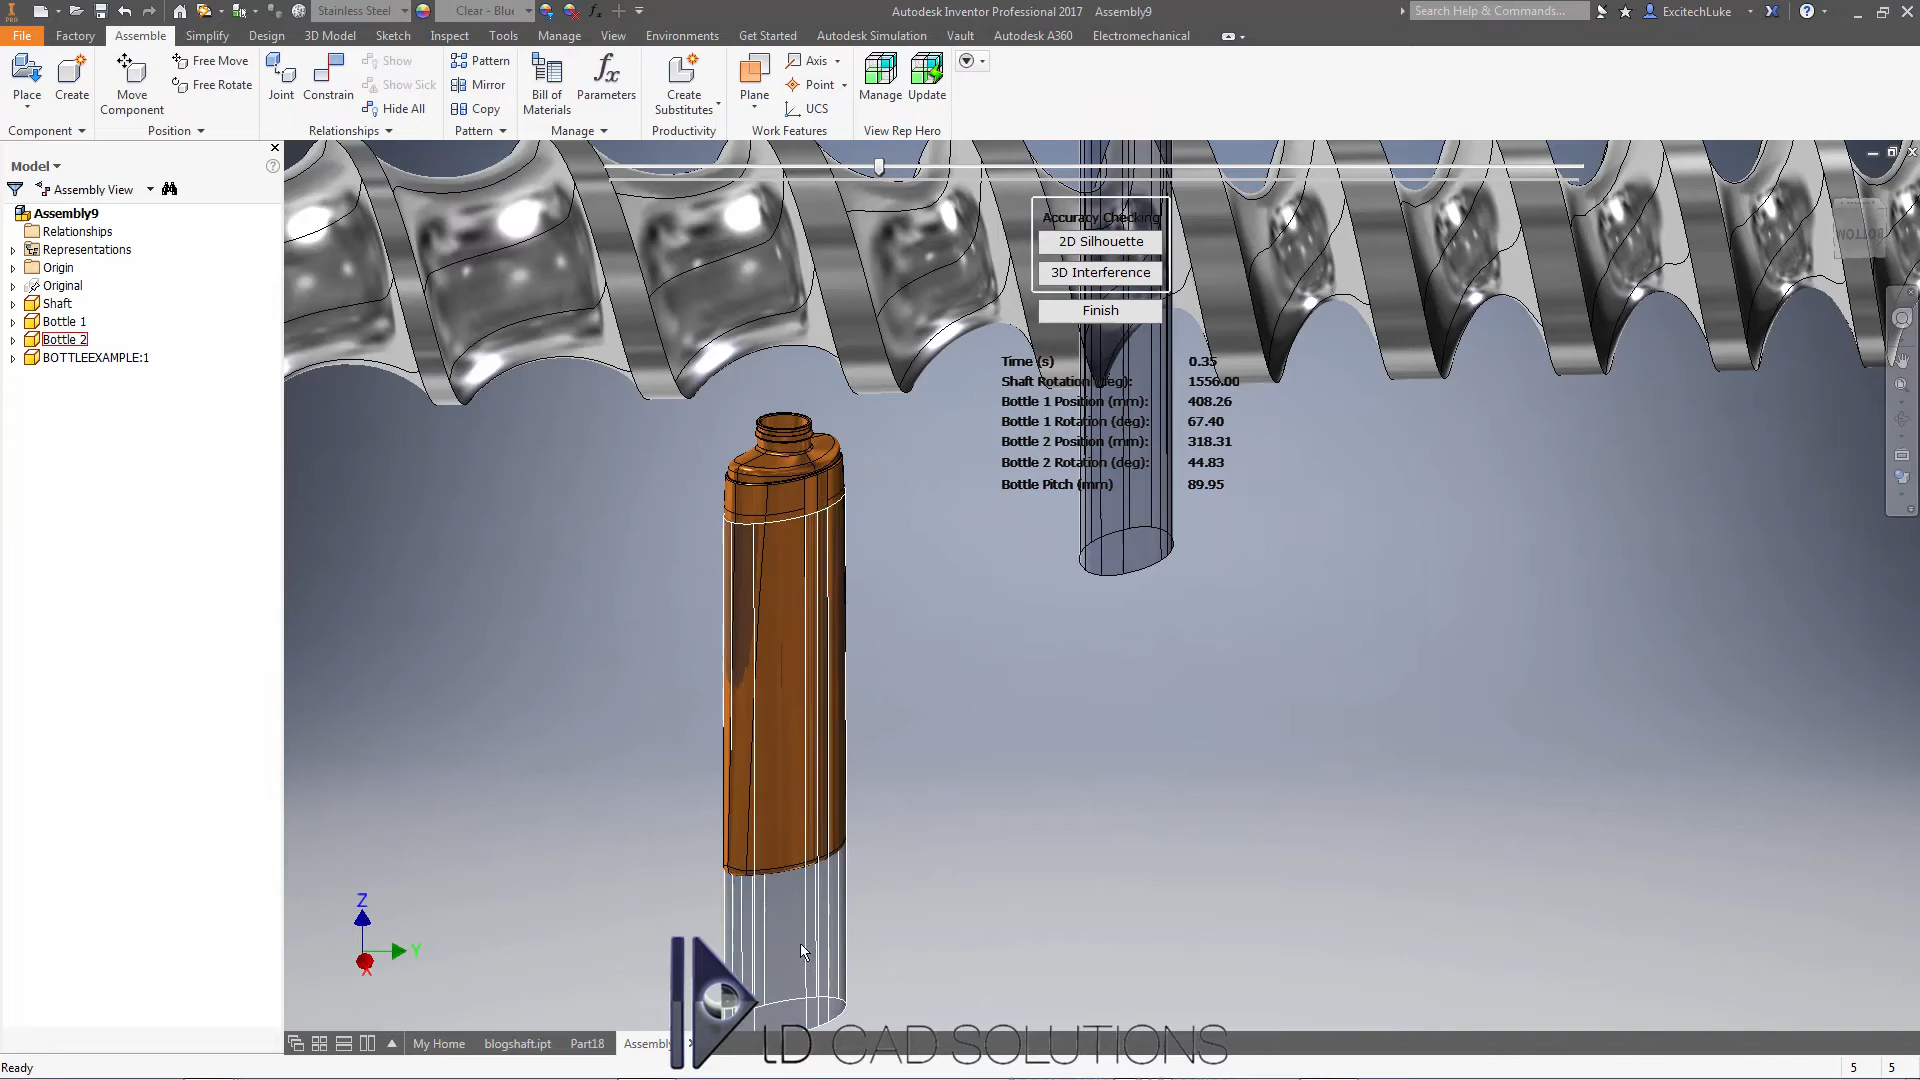 Stainless Steel
Clear - Blue
Autodesk Inventor Professional 2017 Assembly9
Search Help & Commands...
ExcitechLuke
File Factory Assemble Simplify Design 3D Model Sketch Inspect Tools Manage View Environments Get Started Autodesk Simulation Vault Autodesk A360 Electromechanical
Place
Create
Move Component
Free Move
Free Rotate
Joint
Constrain
Show
Show Sick
Hide All
Pattern
Mirror
Copy
Bill of Materials
Parameters
Create Substitutes
Plane
Axis
Point
UCS
Manage
Update
Component Position Relationships Pattern Manage Productivity Work Features View Rep Hero
Model
Assembly View
Assembly9
Relationships
Representations
Origin
Original
Shaft
Bottle 1
Bottle 2
BOTTLEEXAMPLE:1
Accuracy Checking
2D Silhouette
3D Interference
Finish
Time (s) 0.35
Shaft Rotation (deg): 1556.00
Bottle 1 Position (mm): 408.26
Bottle 1 Rotation (deg): 67.40
Bottle 2 Position (mm): 318.31
Bottle 2 Rotation (deg): 44.83
Bottle Pitch (mm) 89.95
BOTTOM
Z
Y
X
My Home blogshaft.ipt Part18 Assembly
LD CAD SOLUTIONS
Ready
5 5